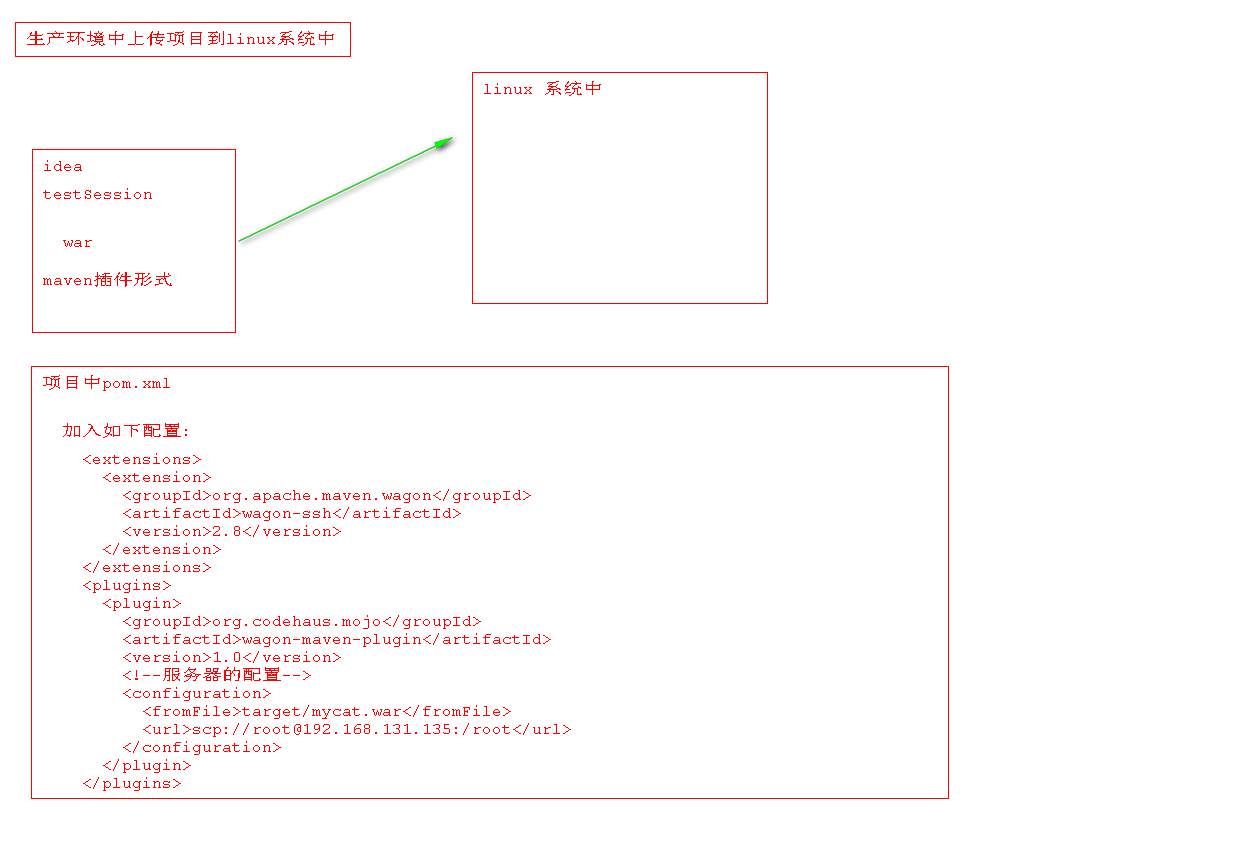 生产环境中上传项目到linux系统中
linux 系统中
idea
testSession
war
maven插件形式
项目中pom.xml
加入如下配置:
<extensions>
<extension>
<groupId>org.apache.maven.wagon</groupId>
<artifactId>wagon-ssh</artifactId>
<version>2.8</version>
</extension>
</extensions>
<plugins>
<plugin>
<groupId>org.codehaus.mojo</groupId>
<artifactId>wagon-maven-plugin</artifactId>
<version>1.0</version>
<!--服务器的配置-->
<configuration>
<fromFile>target/mycat.war</fromFile>
<url>scp://root@192.168.131.135:/root</url>
</configuration>
</plugin>
</plugins>